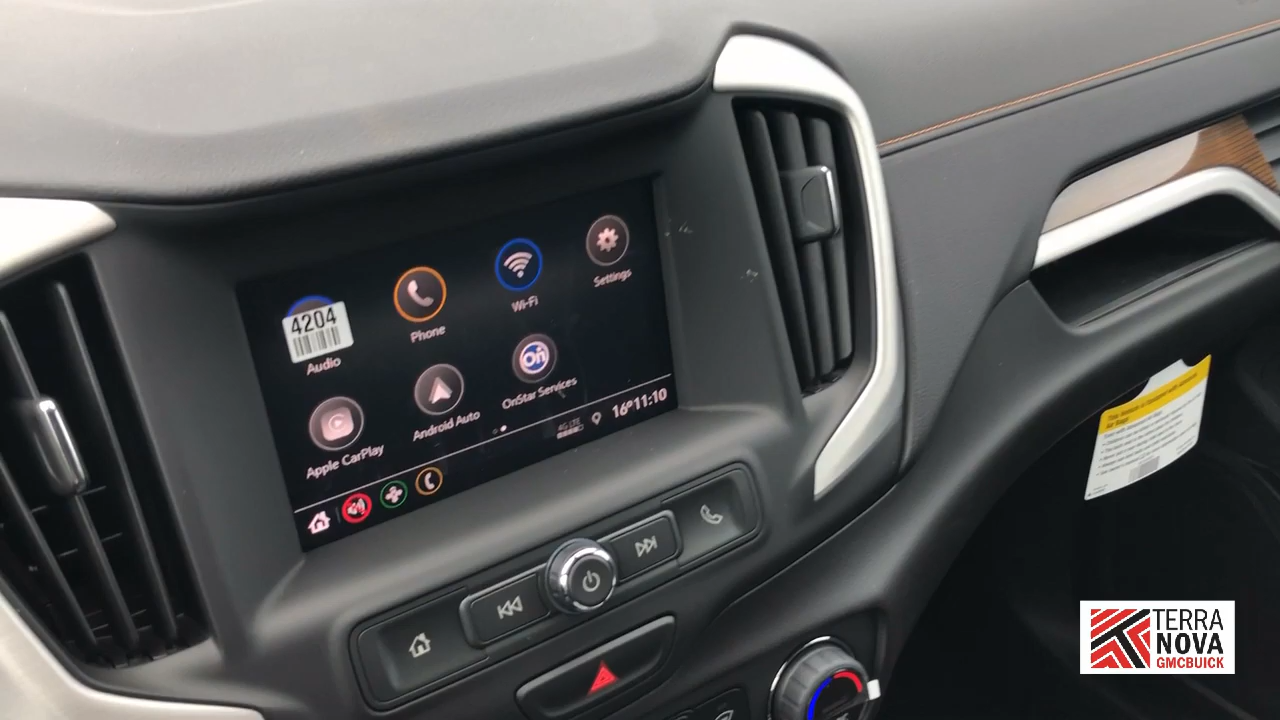 4204
Audio
Phone
Wi-Fi
Settings
Apple CarPlay
Android Auto
On
OnStar Services
4G LTE
16°11:10
TERRA
NOVA
GMCBUICK